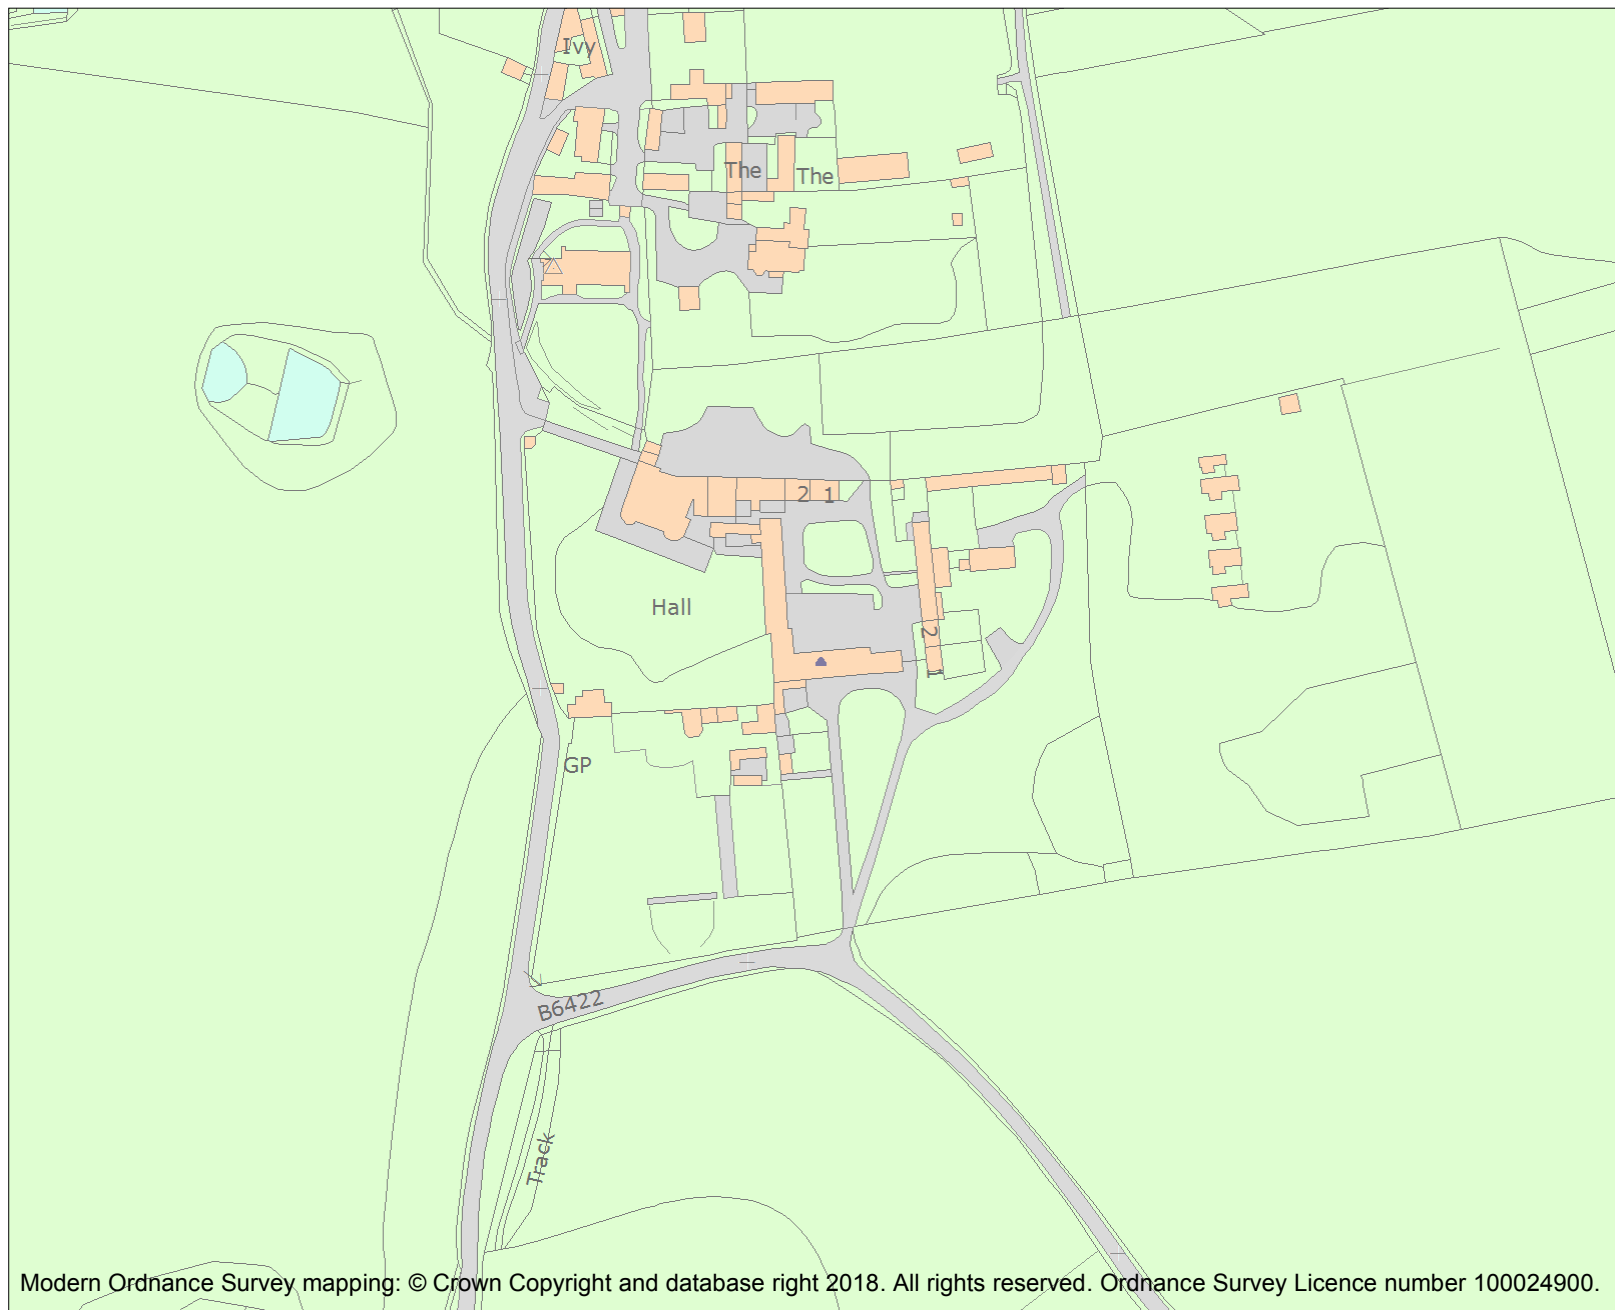 Ivy
The
The
2 1
Hall
2
1
GP
B6422
Track
Modern Ordnance Survey mapping: © Crown Copyright and database right 2018. All rights reserved. Ordnance Survey Licence number 100024900.